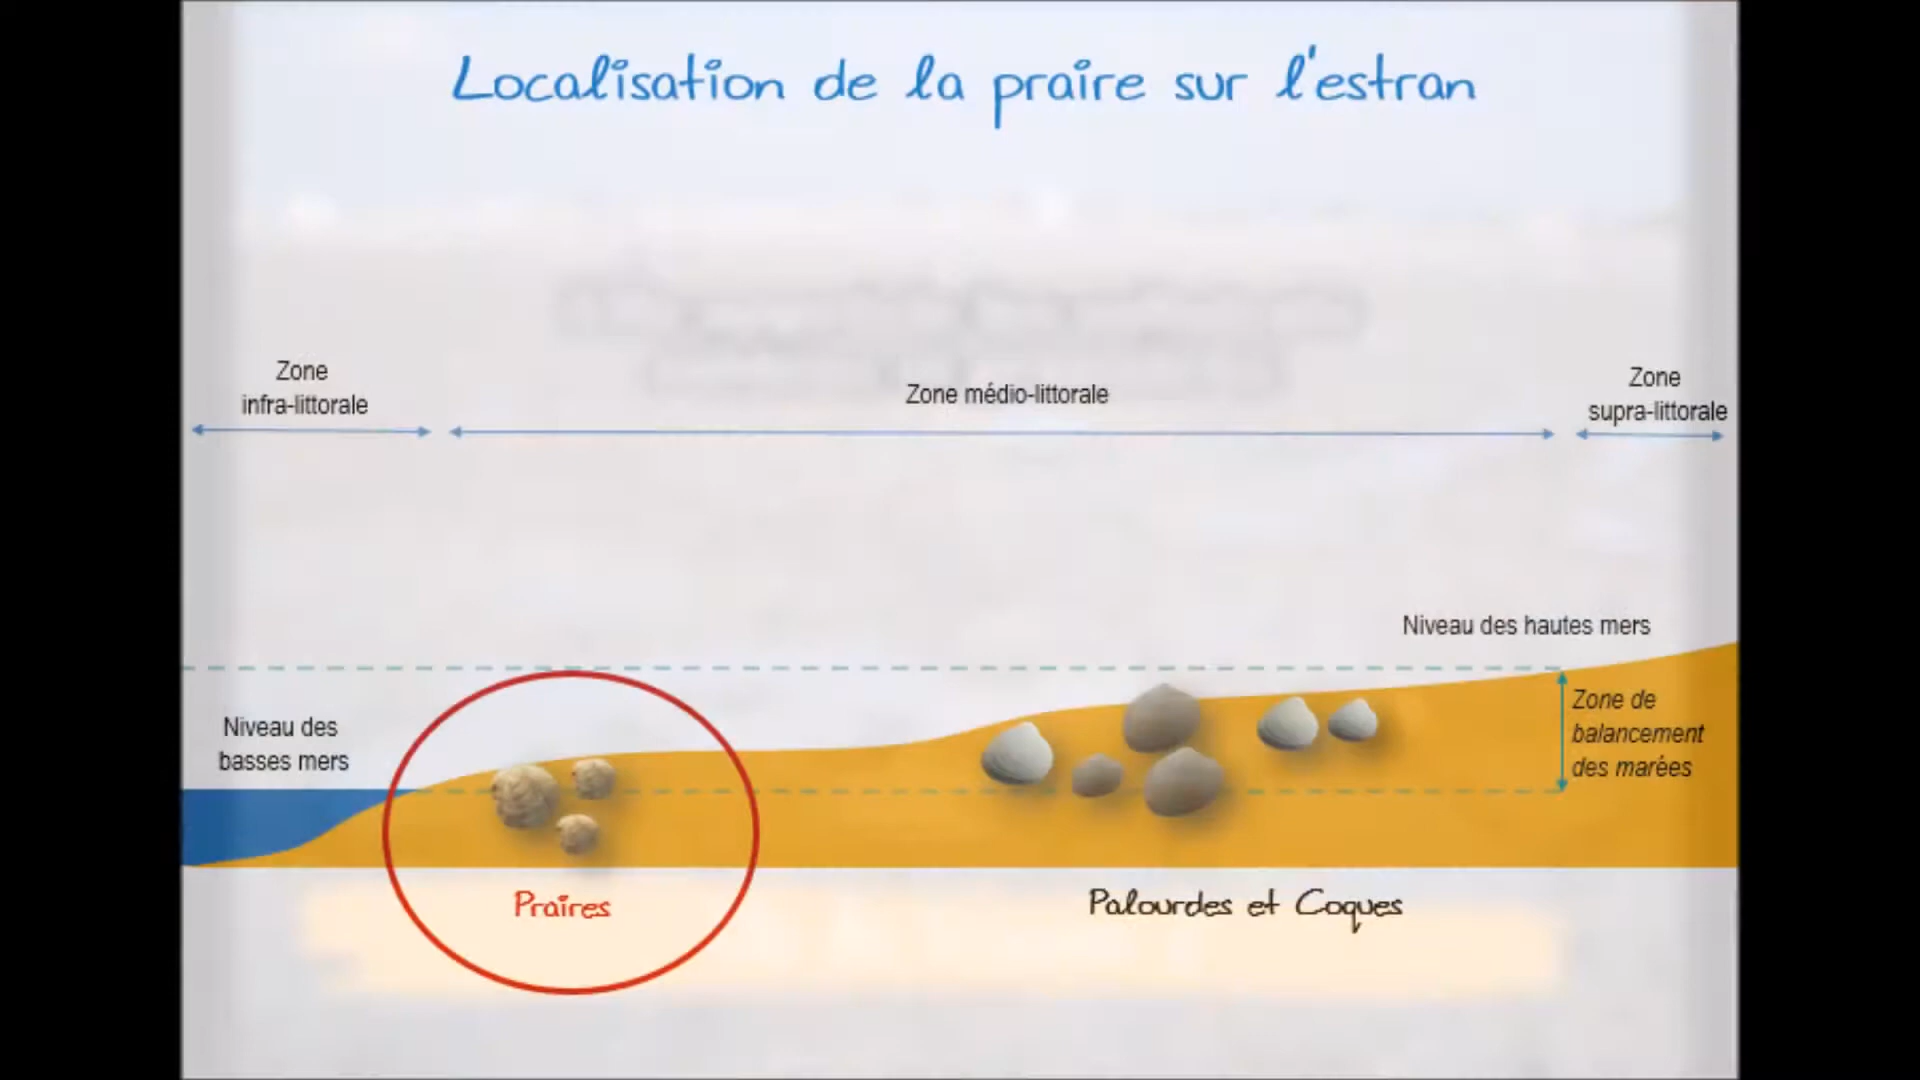 Localisation de la praire sur l'estran
Zone
infra-littorale
Zone médio-littorale
Zone
supra-littorale
Niveau des hautes mers
Niveau des
basses mers
Zone de
balancement
des marées
Praires
Palourdes et Coques